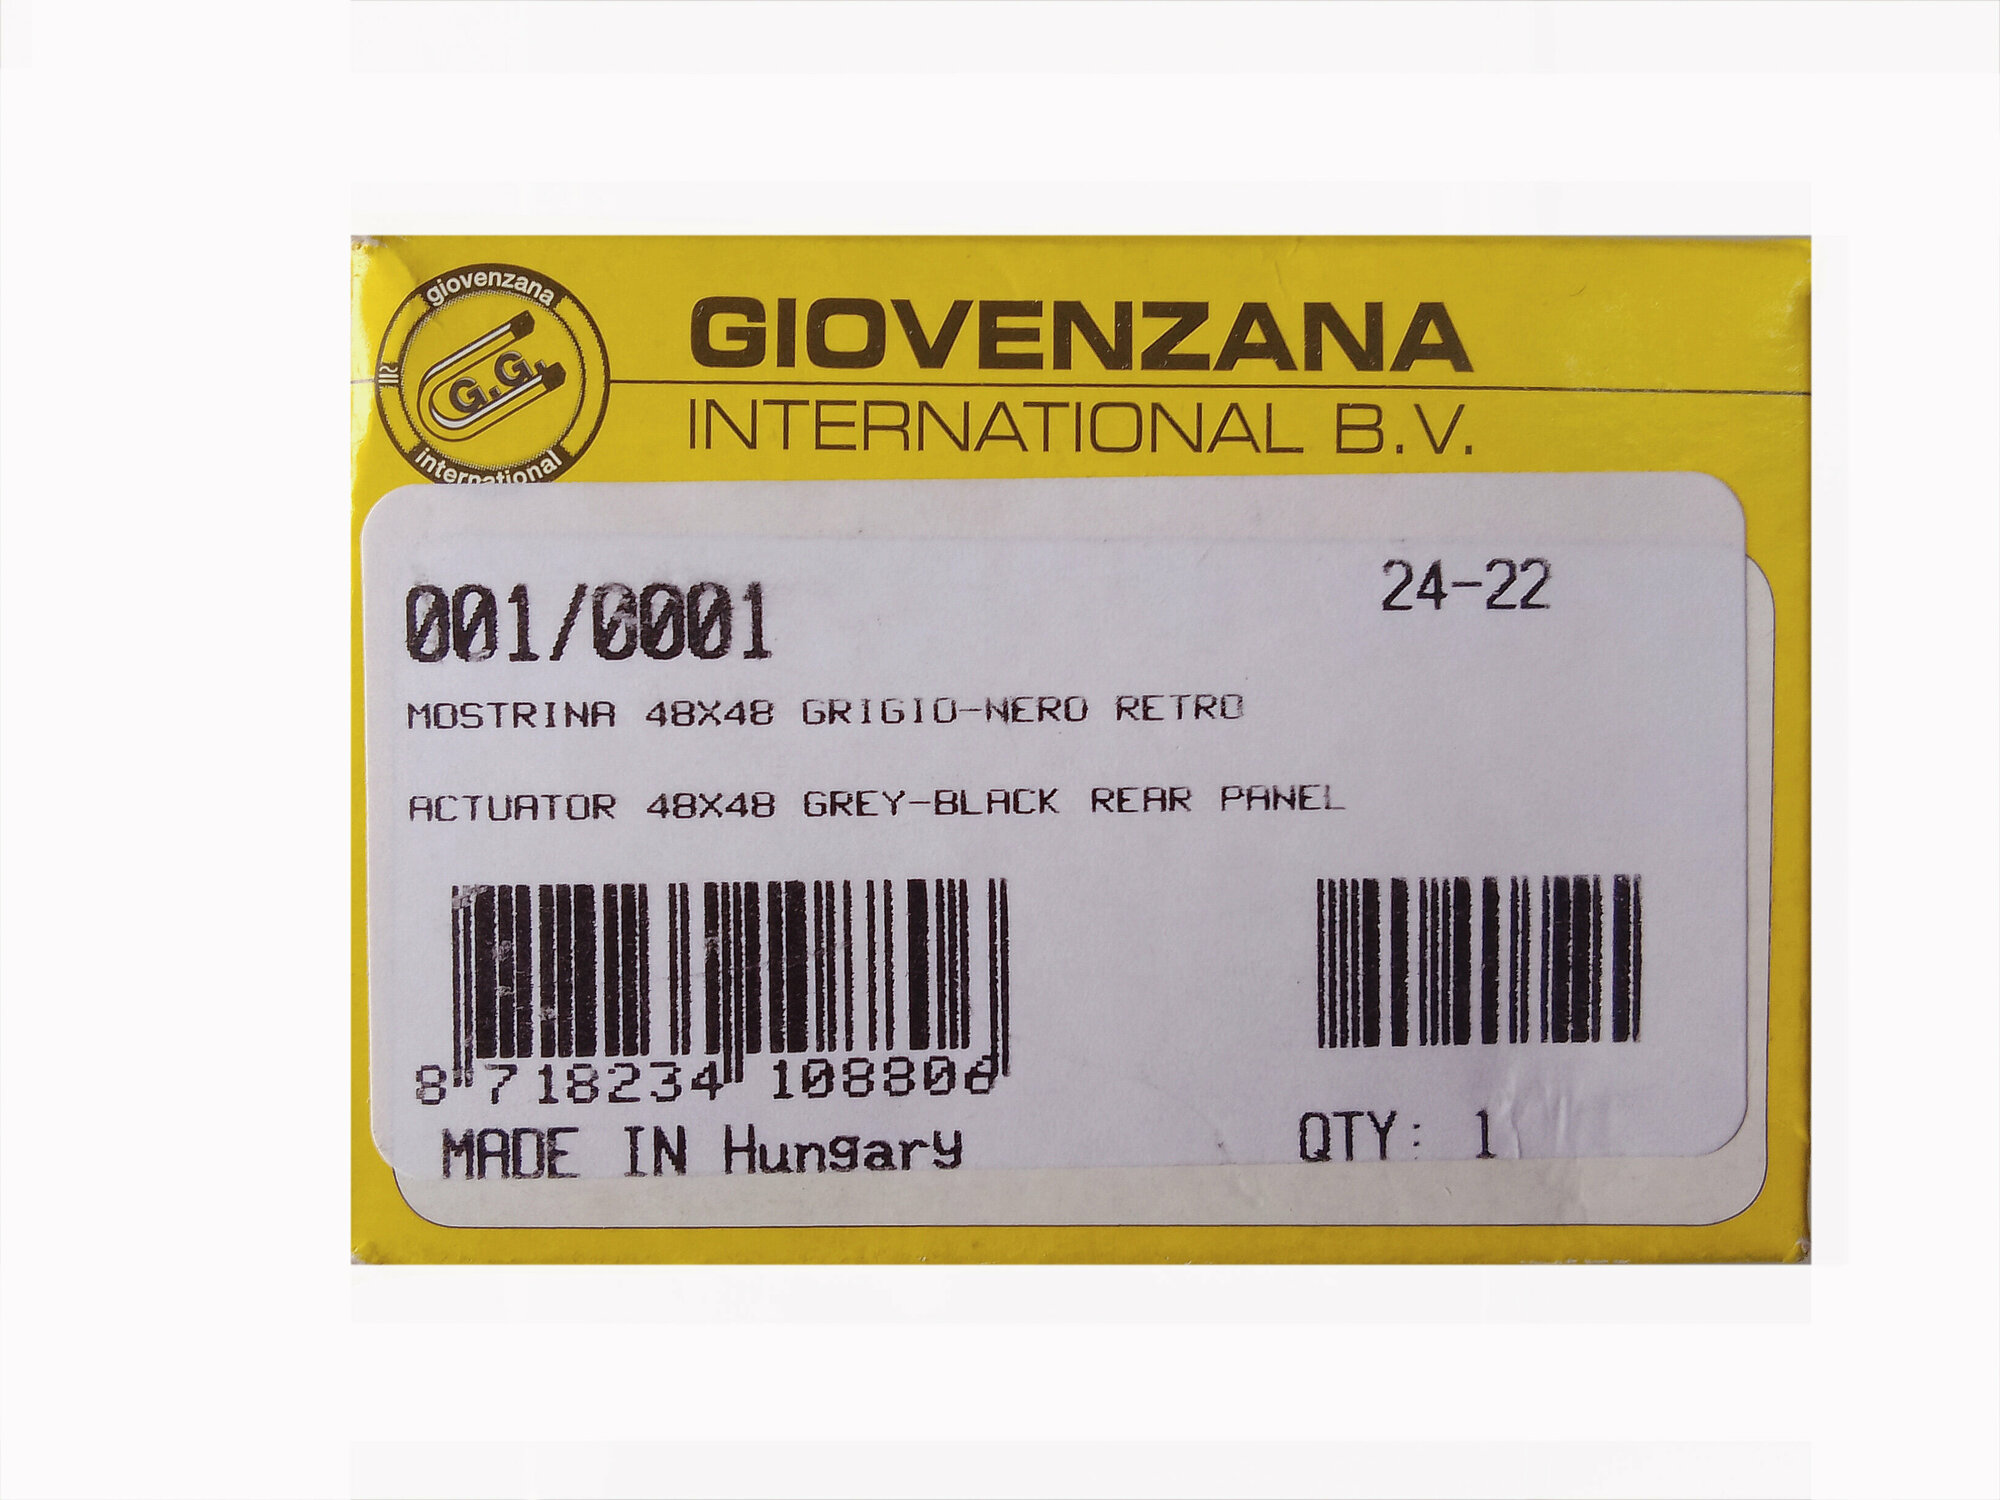 giovenzana
G.G.
international
GIOVENZANA
INTERNATIONAL B.V.
001/0001
24-22
MOSTRINA 48X48 GRIGIO-NERO RETRO
ACTUATOR 48X48 GREY-BLACK REAR PANEL
8 718234 108806
MADE IN Hungary
QTY: 1